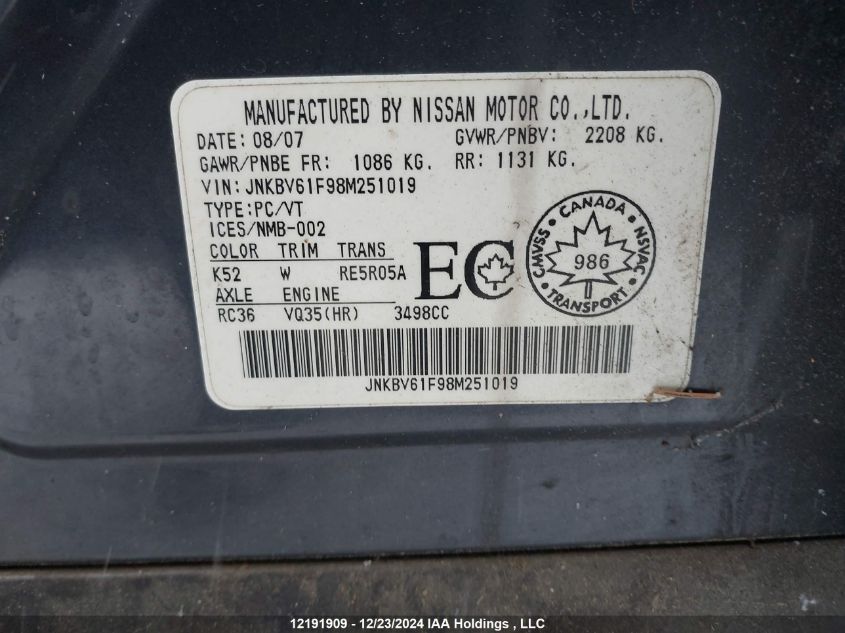 MANUFACTURED BY NISSAN MOTOR CO.,LTD.
DATE: 08/07 GVWR/PNBV: 2208 KG.
GAWR/PNBE FR: 1086 KG. RR: 1131 KG.
VIN: JNKBV61F98M251019
TYPE:PC/VT
ICES/NMB-002
COLOR TRIM TRANS
K52 W RE5R05A
AXLE ENGINE
RC36 VQ35(HR) 3498CC
EC
CANADA
CMVSS • NSVAC
986
TRANSPORT
JNKBV61F98M251019
12191909 - 12/23/2024 IAA Holdings , LLC